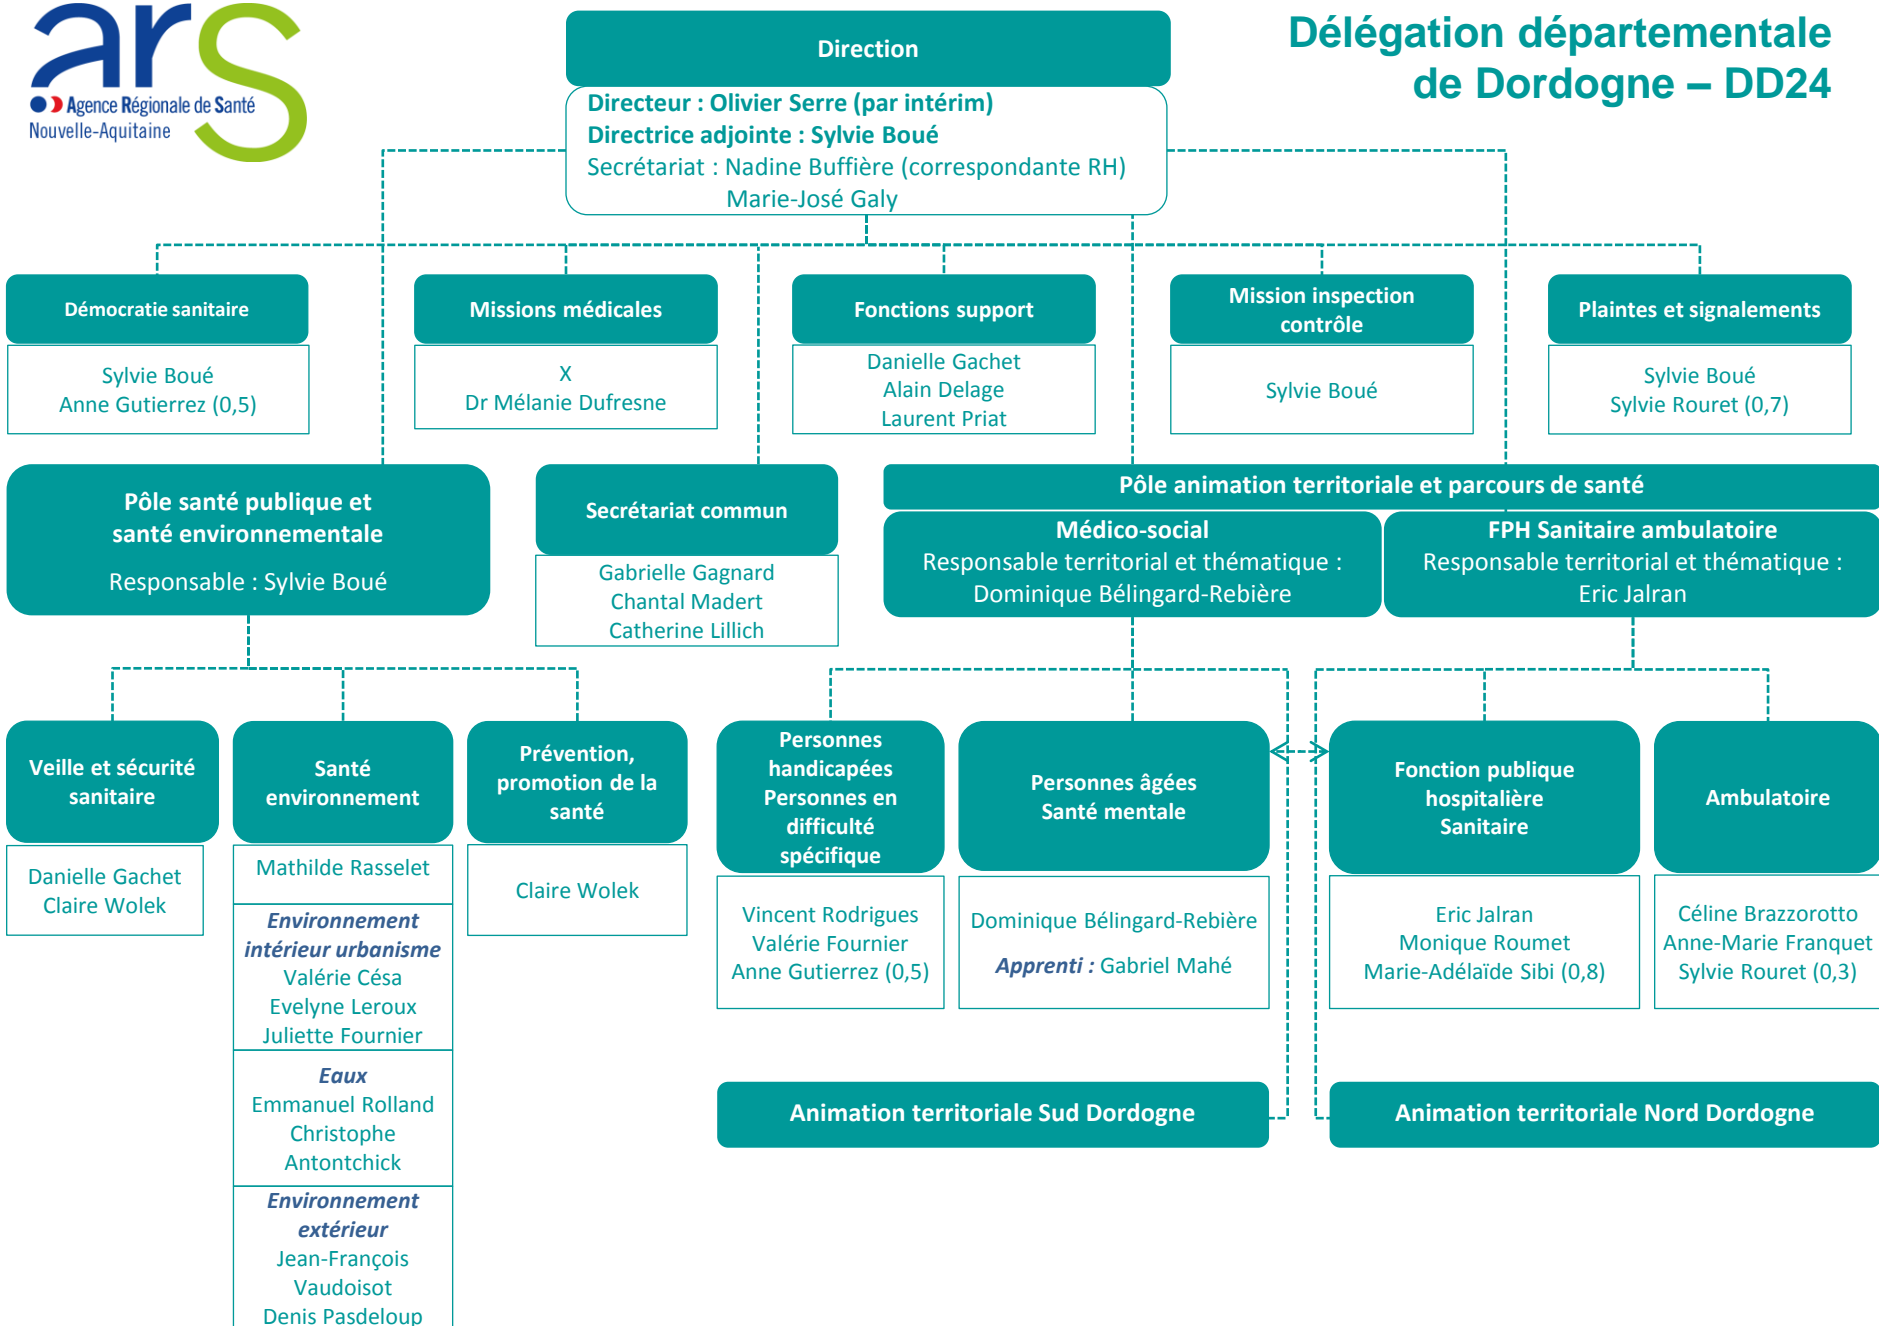 ars
Agence Régionale de Santé
Nouvelle-Aquitaine
Délégation départementale
de Dordogne – DD24
Direction
Directeur : Olivier Serre (par intérim)
Directrice adjointe : Sylvie Boué
Secrétariat : Nadine Buffière (correspondante RH)
Marie-José Galy
Démocratie sanitaire
Sylvie Boué
Anne Gutierrez (0,5)
Missions médicales
X
Dr Mélanie Dufresne
Fonctions support
Danielle Gachet
Alain Delage
Laurent Priat
Mission inspection
contrôle
Sylvie Boué
Plaintes et signalements
Sylvie Boué
Sylvie Rouret (0,7)
Pôle santé publique et
santé environnementale
Responsable : Sylvie Boué
Secrétariat commun
Gabrielle Gagnard
Chantal Madert
Catherine Lillich
Pôle animation territoriale et parcours de santé
Médico-social
Responsable territorial et thématique :
Dominique Bélingard-Rebière
FPH Sanitaire ambulatoire
Responsable territorial et thématique :
Eric Jalran
Veille et sécurité
sanitaire
Danielle Gachet
Claire Wolek
Santé
environnement
Mathilde Rasselet
Environnement
intérieur urbanisme
Valérie Césa
Evelyne Leroux
Juliette Fournier
Eaux
Emmanuel Rolland
Christophe
Antontchick
Environnement
extérieur
Jean-François
Vaudoisot
Denis Pasdeloup
Prévention,
promotion de la
santé
Claire Wolek
Personnes
handicapées
Personnes en
difficulté
spécifique
Vincent Rodrigues
Valérie Fournier
Anne Gutierrez (0,5)
Personnes âgées
Santé mentale
Dominique Bélingard-Rebière
Apprenti : Gabriel Mahé
Fonction publique
hospitalière
Sanitaire
Eric Jalran
Monique Roumet
Marie-Adélaïde Sibi (0,8)
Ambulatoire
Céline Brazzorotto
Anne-Marie Franquet
Sylvie Rouret (0,3)
Animation territoriale Sud Dordogne
Animation territoriale Nord Dordogne